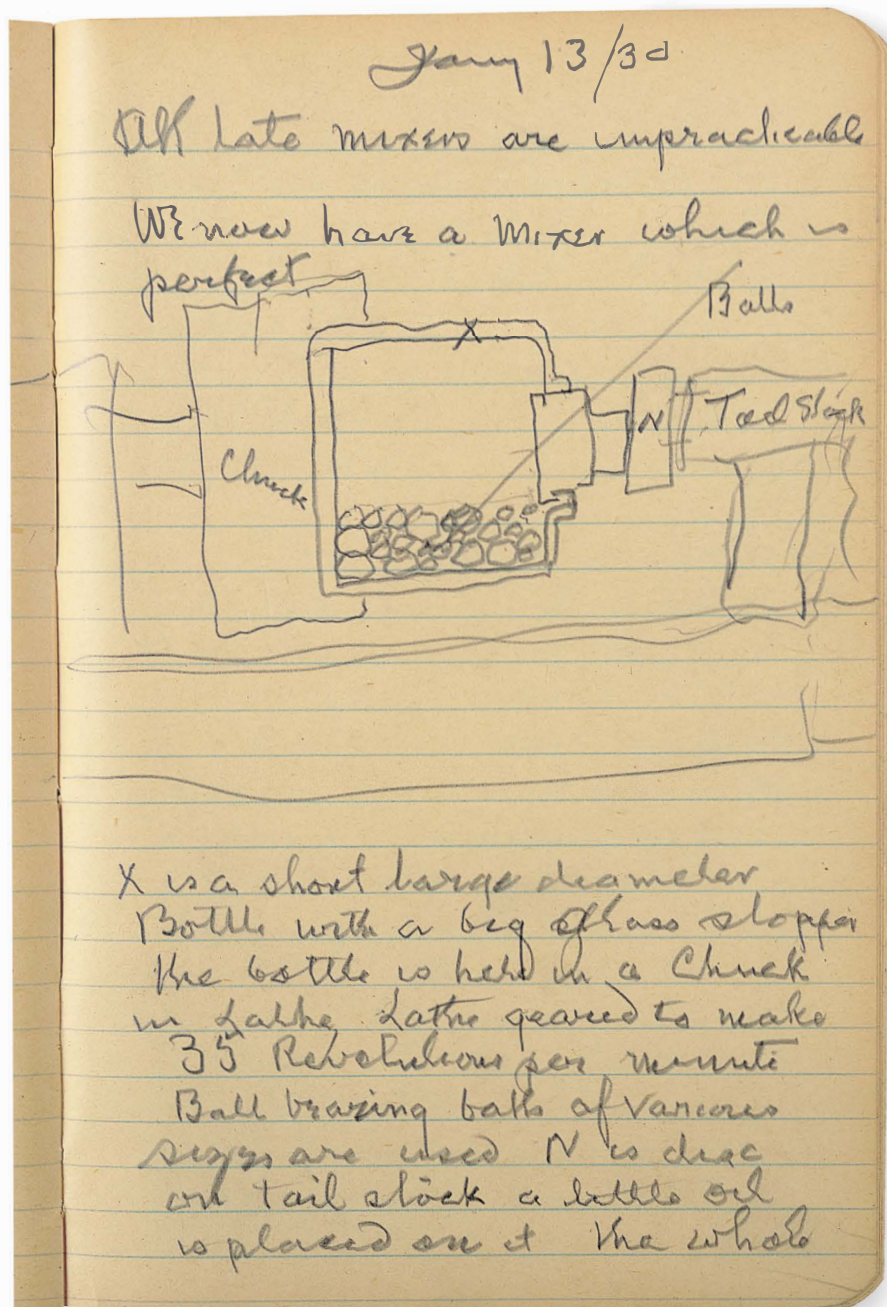 Jany 13/30
All late mixers are impracticable
We now have a Mixer which is
perfect
Balls
X
N
Tail Stock
Chuck
X is a short large diameter
Bottle with a big glass stopper
the bottle is held in a Chuck
in Lathe Lathe geared to make
35 Revolutions per minute
Ball bearing balls of various
sizes are used N is disc
on tail stock a little oil
is placed on it the whole